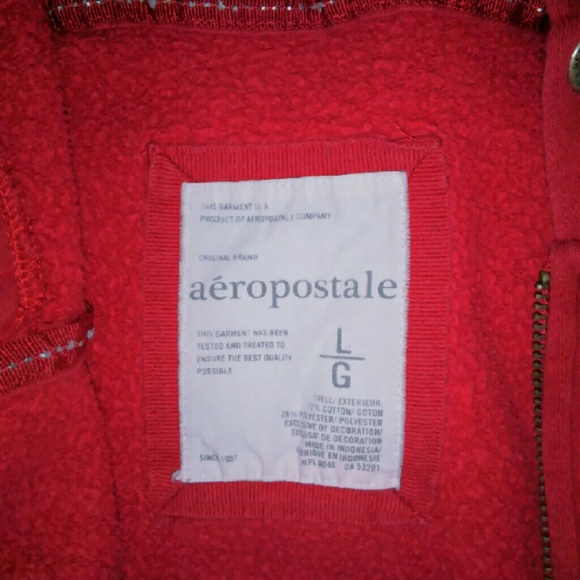 THIS GARMENT IS A
PRODUCT OF AEROPOSTALE COMPANY
ORIGINAL BRAND
aéropostale
THIS GARMENT HAS BEEN
TESTED AND TREATED TO
ENSURE THE BEST QUALITY
POSSIBLE
L
G
SHELL/ EXTERIEUR:
COTTON/ COTON
POLYESTER/ POLYESTER
EXCLUSIVE OF DECORATION/
EXCLUSIF DE DECORATION
MADE IN INDONESIA/
FABRIQUE EN INDONESIE
CA 53201